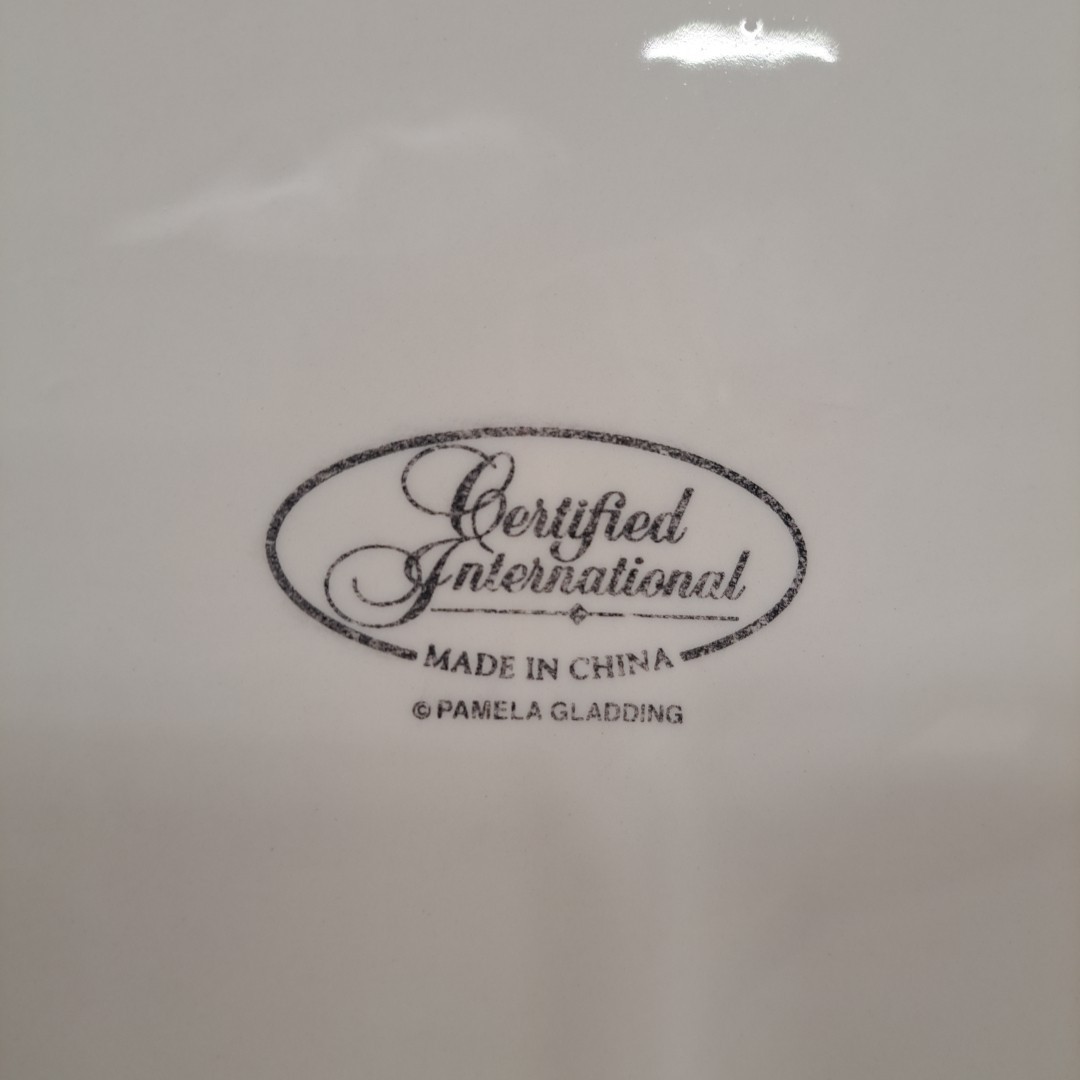 Certified
International
MADE IN CHINA
© PAMELA GLADDING